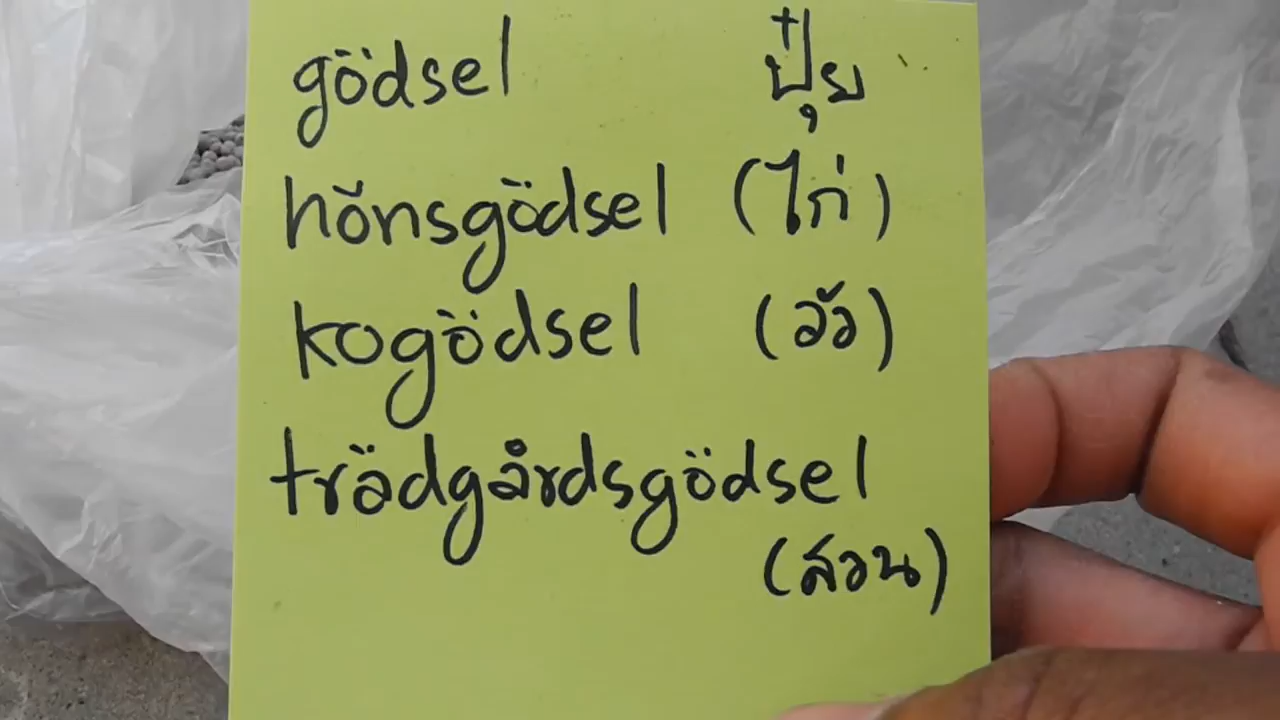 gödsel ปุ๋ย
hönsgödsel (ไก่)
kogödsel (วัว)
trädgårdsgödsel
(สวน)